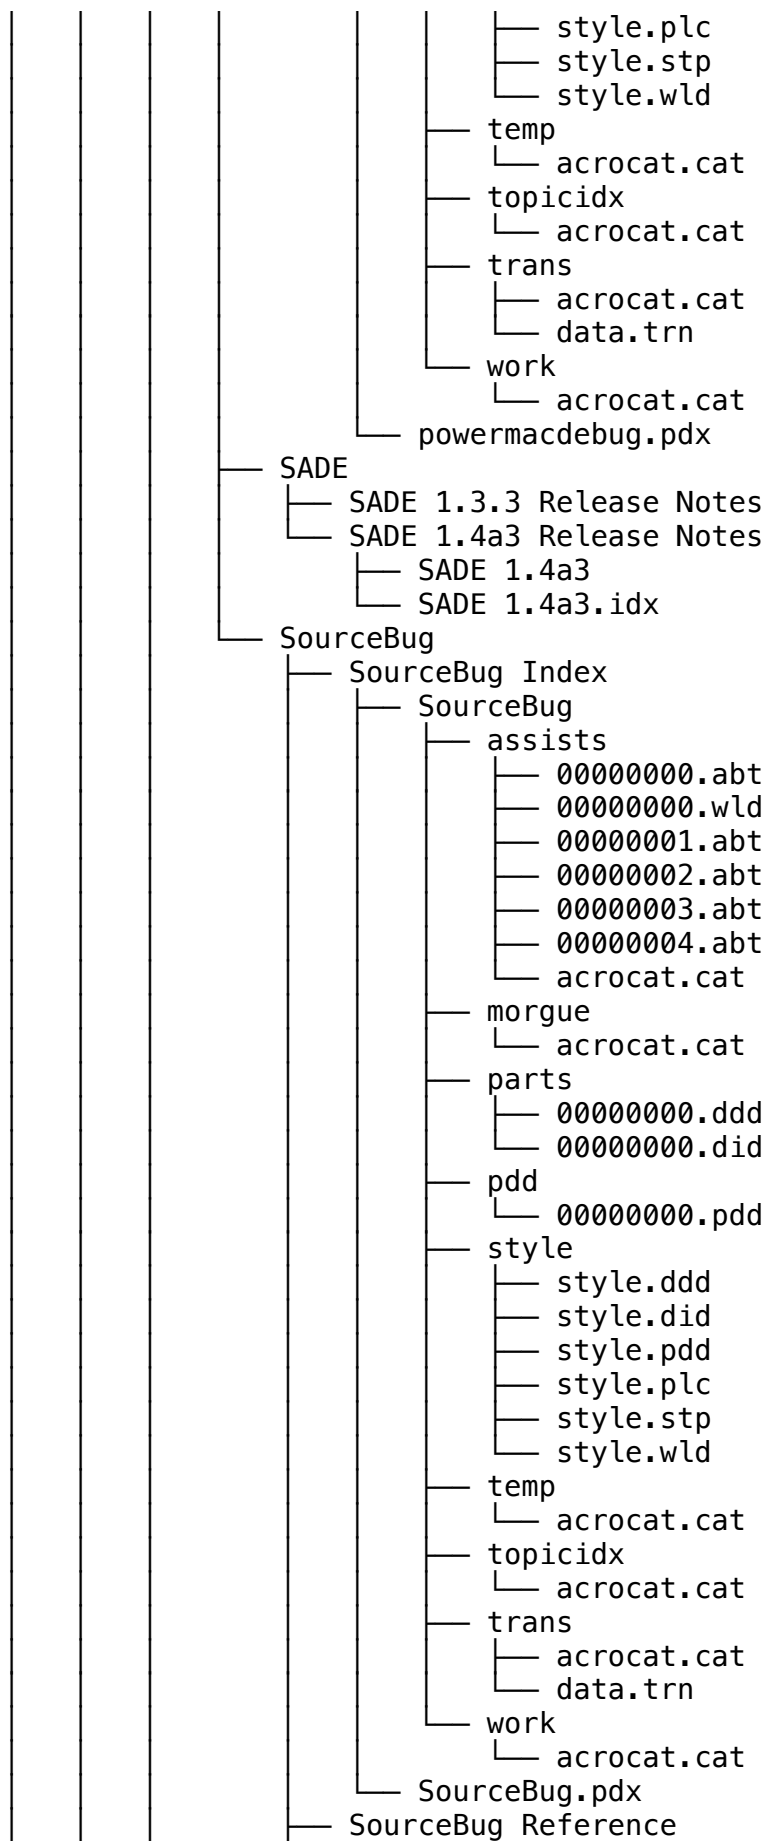 │   │   │   │       │   │   ├── style.plc
│   │   │   │       │   │   ├── style.stp
│   │   │   │       │   │   └── style.wld
│   │   │   │       │   ├── temp
│   │   │   │       │   │   └── acrocat.cat
│   │   │   │       │   ├── topicidx
│   │   │   │       │   │   └── acrocat.cat
│   │   │   │       │   ├── trans
│   │   │   │       │   │   ├── acrocat.cat
│   │   │   │       │   │   └── data.trn
│   │   │   │       │   └── work
│   │   │   │       │       └── acrocat.cat
│   │   │   │       └── powermacdebug.pdx
│   │   │   ├── SADE
│   │   │   │   ├── SADE 1.3.3 Release Notes
│   │   │   │   └── SADE 1.4a3 Release Notes
│   │   │   │       ├── SADE 1.4a3
│   │   │   │       └── SADE 1.4a3.idx
│   │   │   └── SourceBug
│   │   │       ├── SourceBug Index
│   │   │       │   ├── SourceBug
│   │   │       │   │   ├── assists
│   │   │       │   │   │   ├── 00000000.abt
│   │   │       │   │   │   ├── 00000000.wld
│   │   │       │   │   │   ├── 00000001.abt
│   │   │       │   │   │   ├── 00000002.abt
│   │   │       │   │   │   ├── 00000003.abt
│   │   │       │   │   │   ├── 00000004.abt
│   │   │       │   │   │   └── acrocat.cat
│   │   │       │   │   ├── morgue
│   │   │       │   │   │   └── acrocat.cat
│   │   │       │   │   ├── parts
│   │   │       │   │   │   ├── 00000000.ddd
│   │   │       │   │   │   └── 00000000.did
│   │   │       │   │   ├── pdd
│   │   │       │   │   │   └── 00000000.pdd
│   │   │       │   │   ├── style
│   │   │       │   │   │   ├── style.ddd
│   │   │       │   │   │   ├── style.did
│   │   │       │   │   │   ├── style.pdd
│   │   │       │   │   │   ├── style.plc
│   │   │       │   │   │   ├── style.stp
│   │   │       │   │   │   └── style.wld
│   │   │       │   │   ├── temp
│   │   │       │   │   │   └── acrocat.cat
│   │   │       │   │   ├── topicidx
│   │   │       │   │   │   └── acrocat.cat
│   │   │       │   │   ├── trans
│   │   │       │   │   │   ├── acrocat.cat
│   │   │       │   │   │   └── data.trn
│   │   │       │   │   └── work
│   │   │       │   │       └── acrocat.cat
│   │   │       │   └── SourceBug.pdx
│   │   │       ├── SourceBug Reference